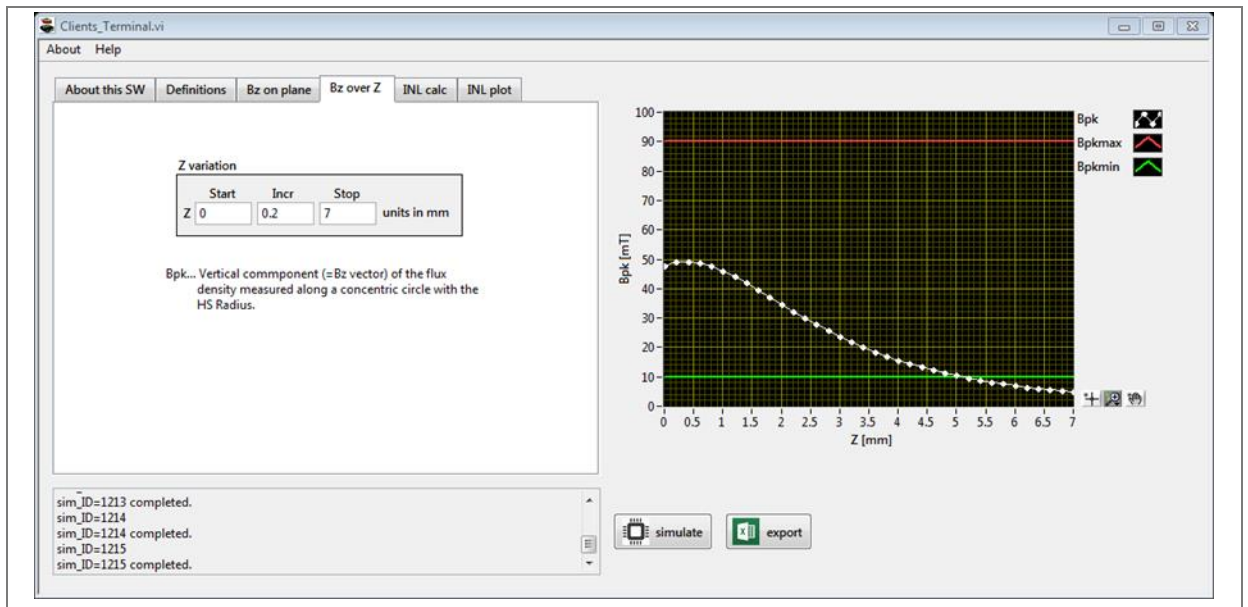 Clients_Terminal.vi
About Help
About this SW Definitions Bz on plane Bz over Z INL calc INL plot
Z variation
Start Incr Stop
Z 0 0.2 7 units in mm
Bpk... Vertical commponent (=Bz vector) of the flux
density measured along a concentric circle with the
HS Radius.
sim_ID=1213 completed.
sim_ID=1214
sim_ID=1214 completed.
sim_ID=1215
sim_ID=1215 completed.
Bpk [mT]
100
90
80
70
60
50
40
30
20
10
0
0 0.5 1 1.5 2 2.5 3 3.5 4 4.5 5 5.5 6 6.5 7
Z [mm]
Bpk
Bpkmax
Bpkmin
simulate export